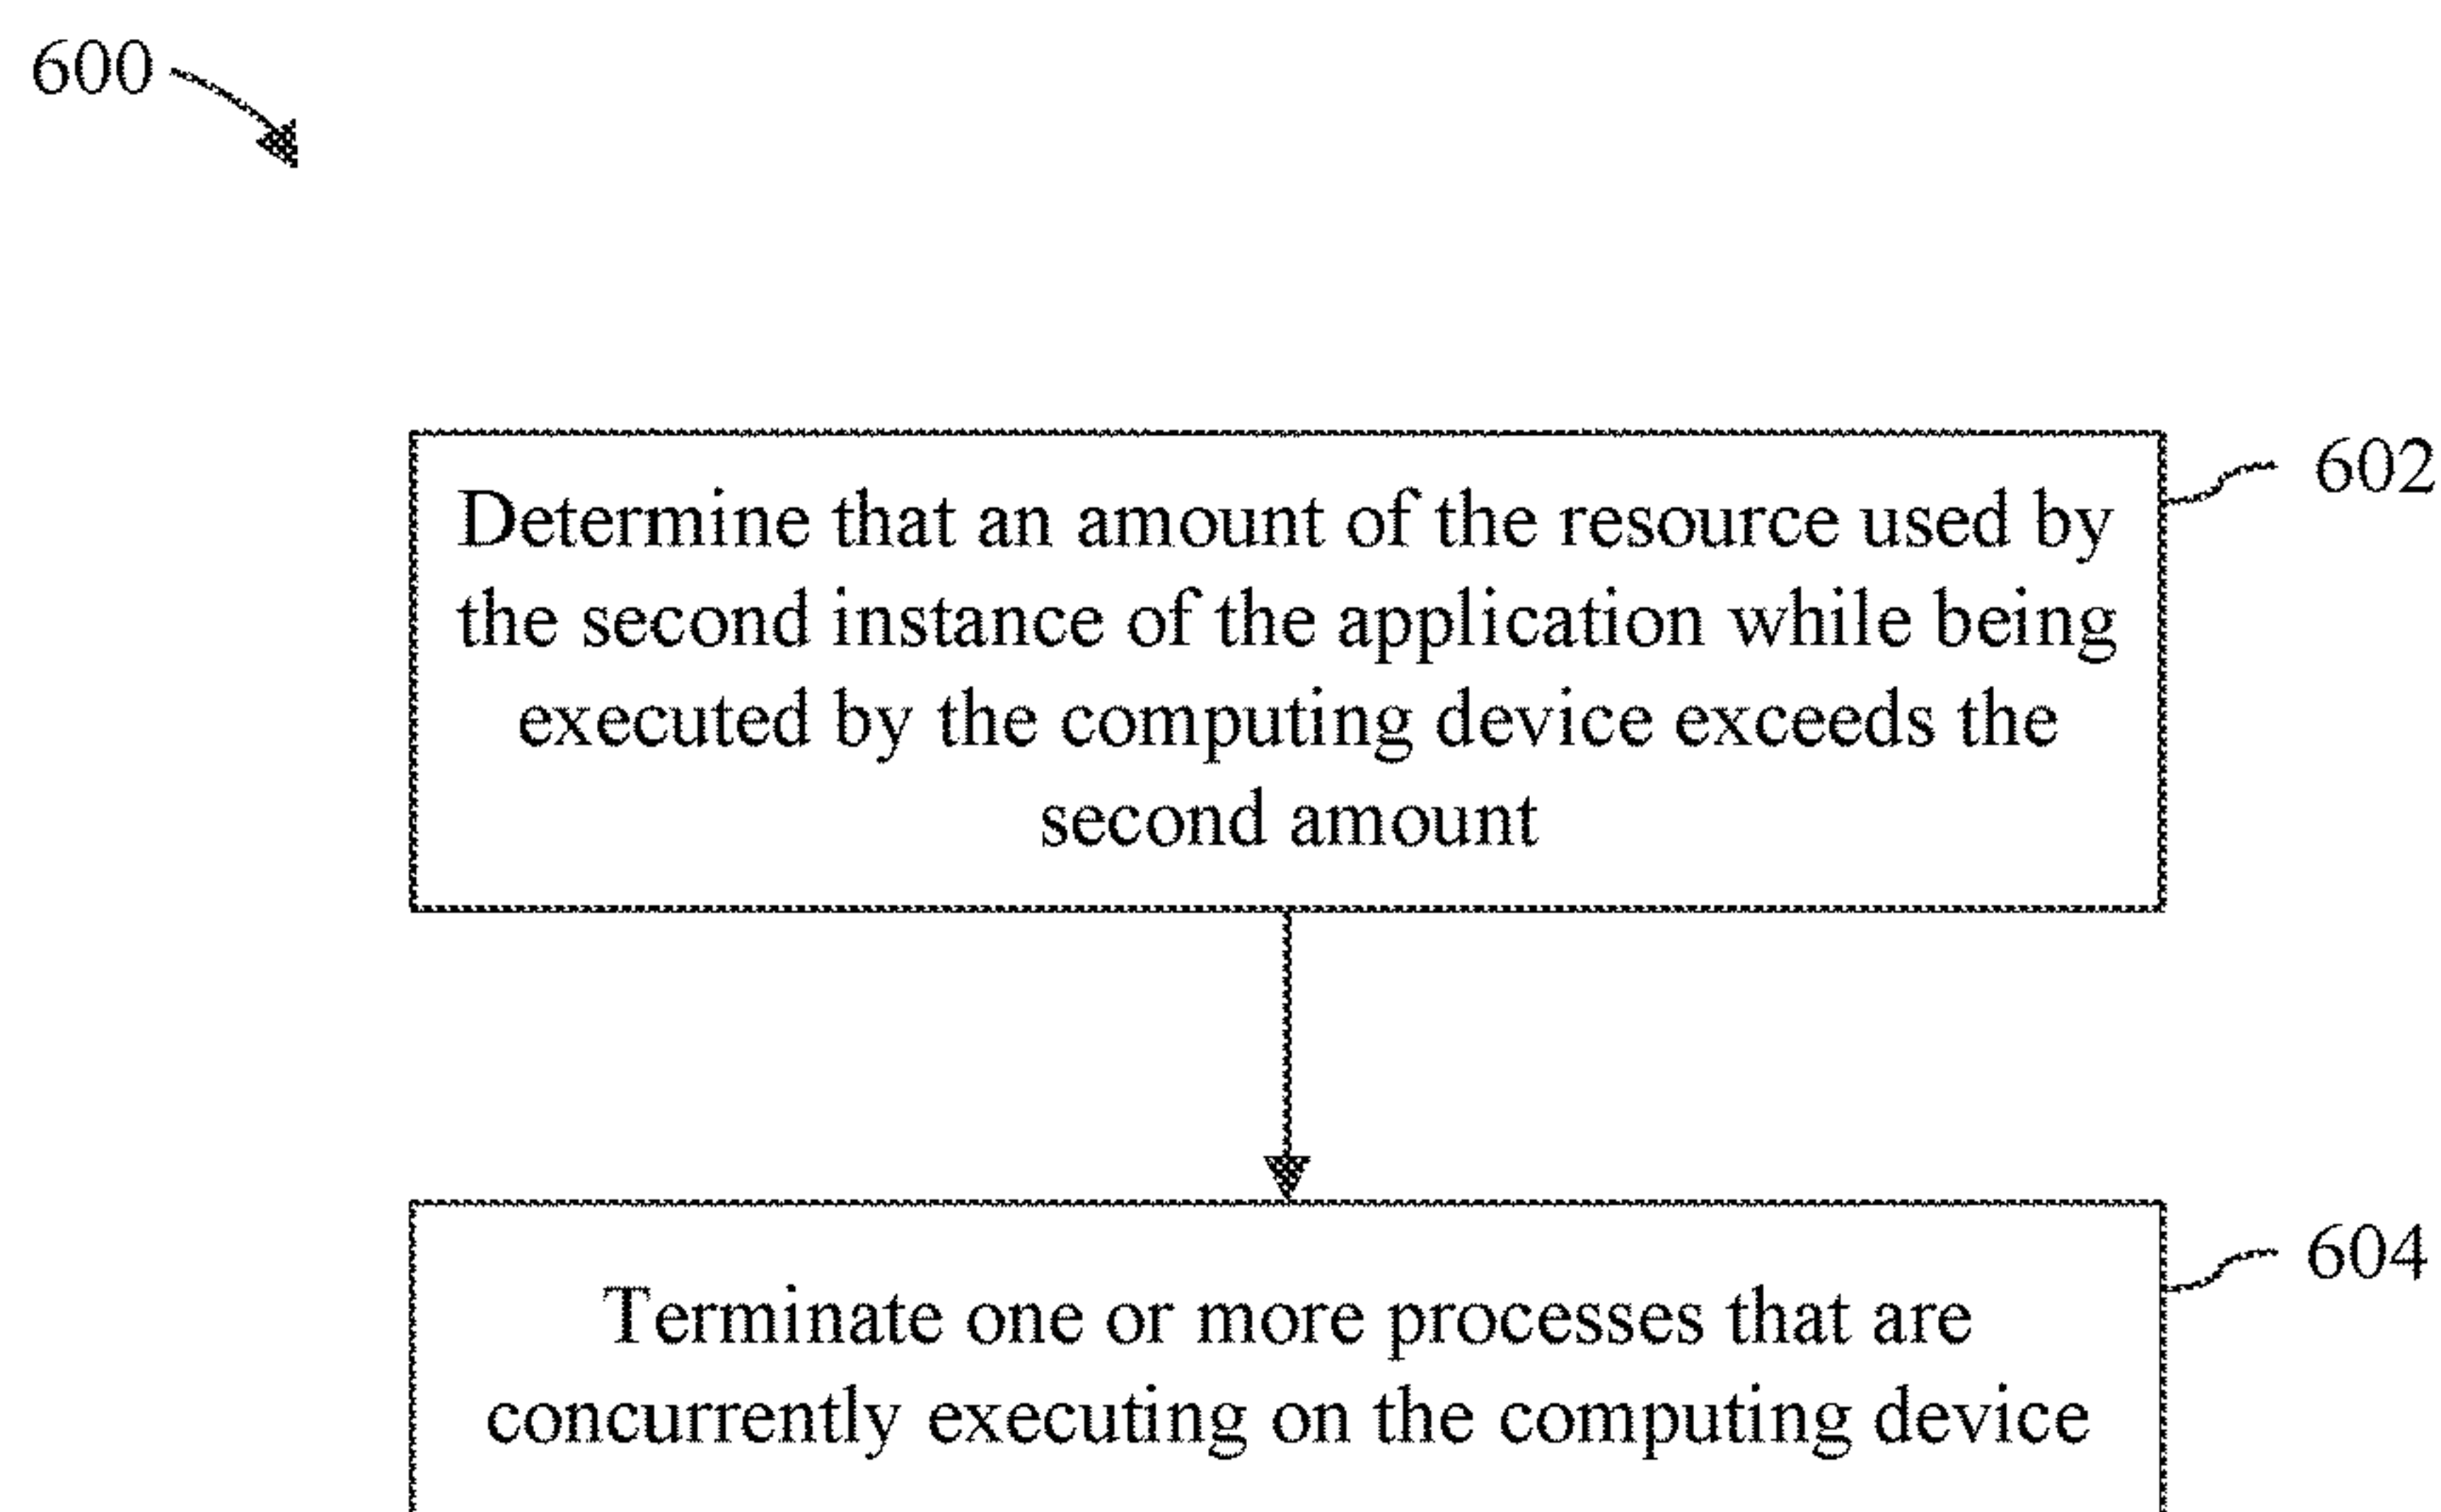 600
602
Determine that an amount of the resource used by
the second instance of the application while being
executed by the computing device exceeds the
second amount
604
Terminate one or more processes that are
concurrently executing on the computing device